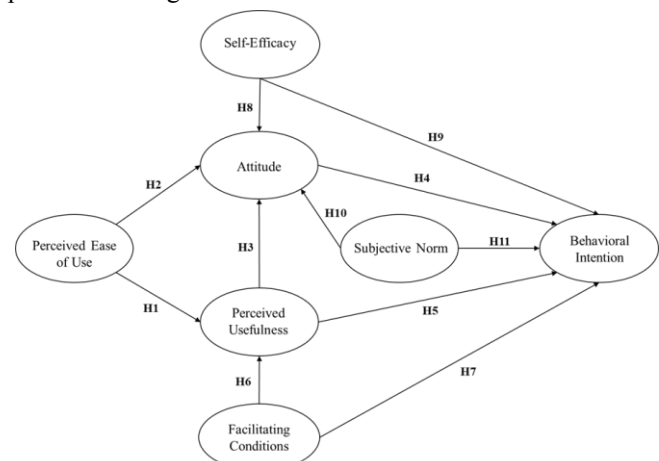 Self-Efficacy
H8
H9
H2
Attitude
H4
H10
Perceived Ease
of Use
H3
Subjective Norm
H11
Behavioral
Intention
H1
Perceived
Usefulness
H5
H6
H7
Facilitating
Conditions